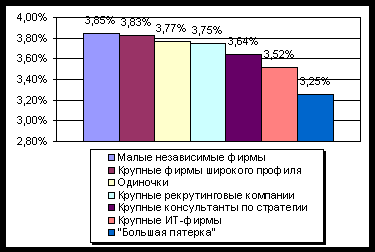 4,00%
3,80%
3,60%
3,40%
3,20%
3,00%
2,80%
3,85%
3,83%
3,77%
3,75%
3,64%
3,52%
3,25%
Малые независимые фирмы
Крупные фирмы широкого профиля
Одиночки
Крупные рекрутинговые компании
Крупные консультанты по стратегии
Крупные ИТ-фирмы
"Большая пятерка"